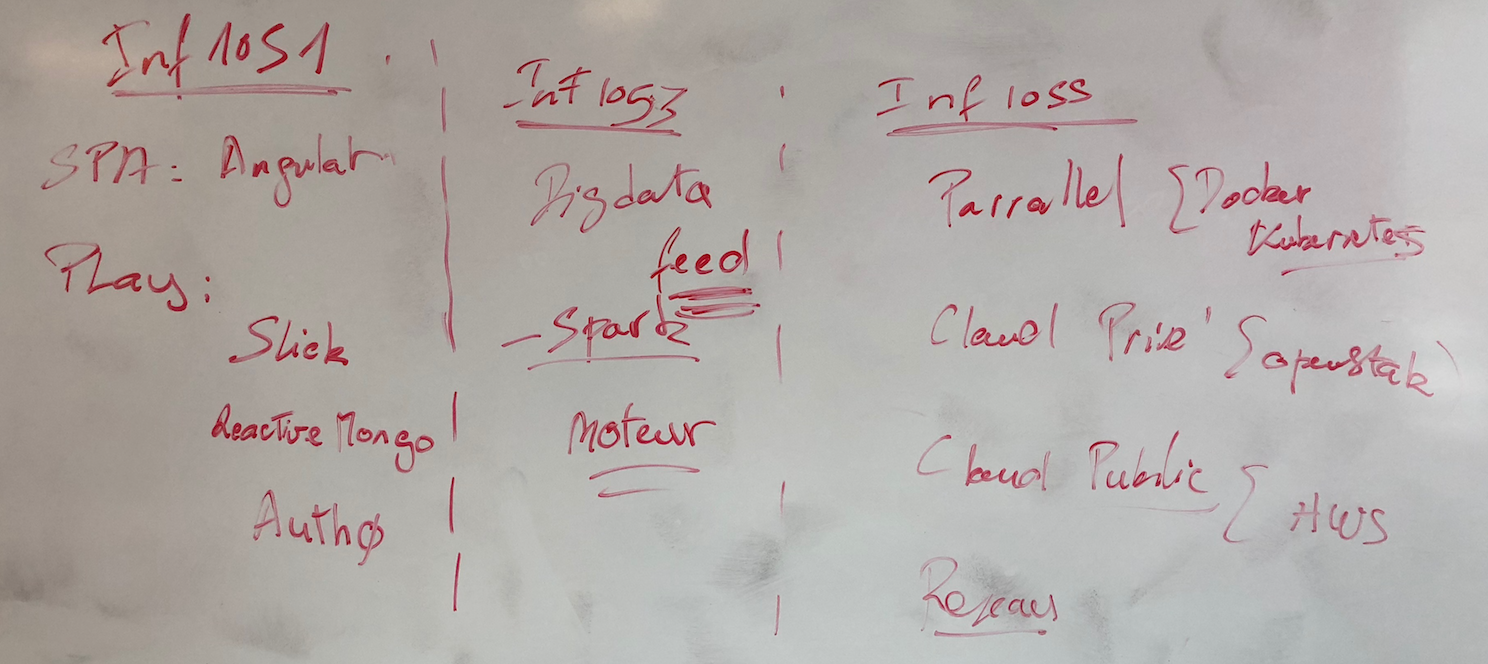 Inf 1051
SPA : Angular
Play :
Slick
Reactive Mongo
Auth0
Inf 1053
Bigdata
feed
- Spark
Moteur
Inf 1055
Parrallel { Docker
Kubernetes
Cloud Privé { openstak
Cloud Public { AWS
Reseau